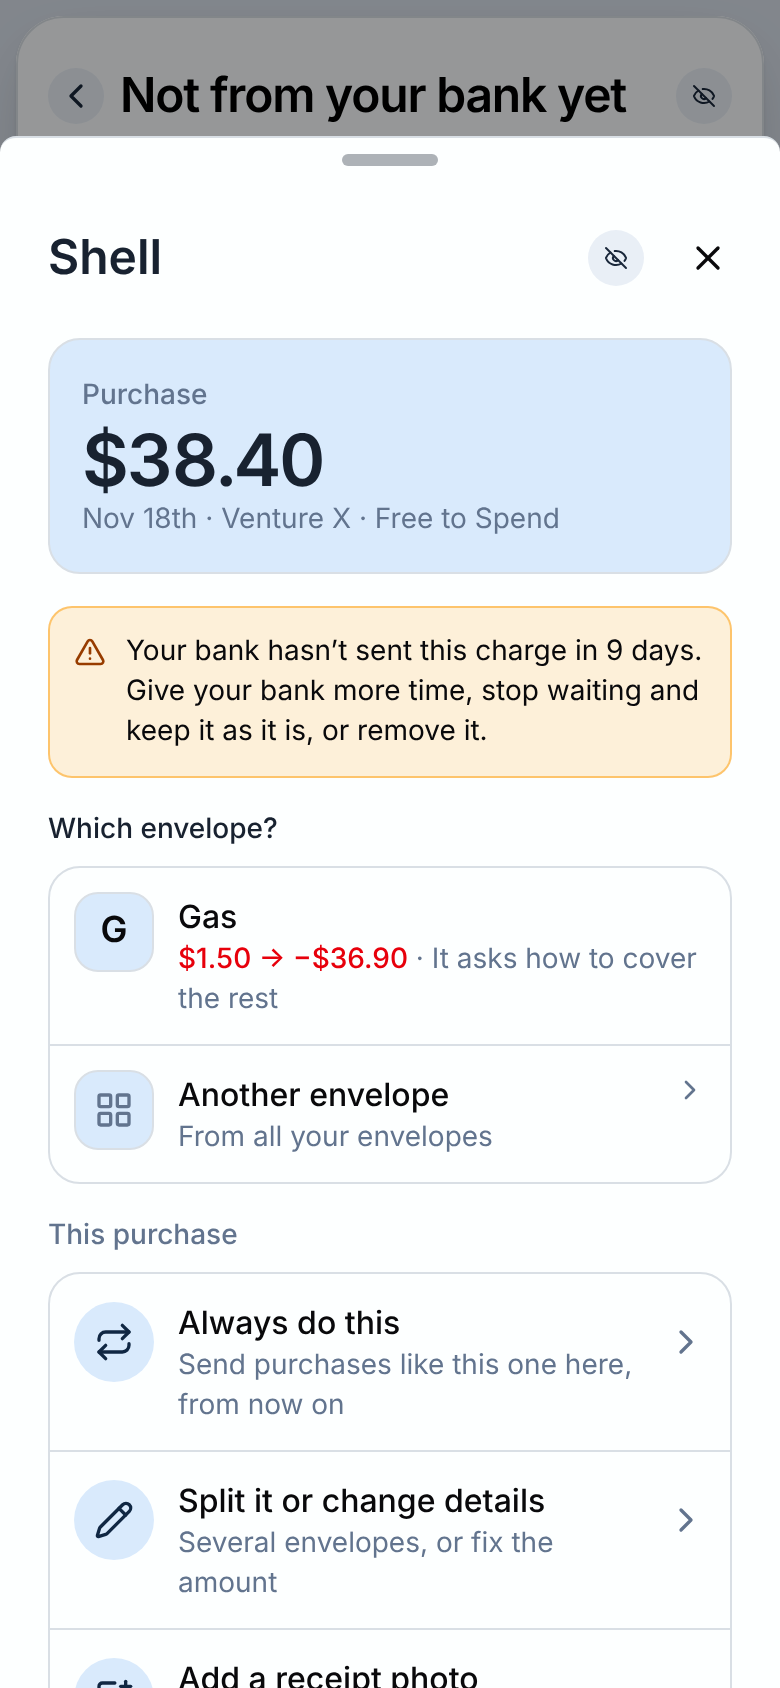 Not from your bank yet
Shell
Purchase
$38.40
Nov 18th · Venture X · Free to Spend
Your bank hasn’t sent this charge in 9 days.
Give your bank more time, stop waiting and
keep it as it is, or remove it.
Which envelope?
G
Gas
$1.50 → −$36.90 · It asks how to cover
the rest
Another envelope
From all your envelopes
This purchase
Always do this
Send purchases like this one here,
from now on
Split it or change details
Several envelopes, or fix the
amount
Add a receipt photo